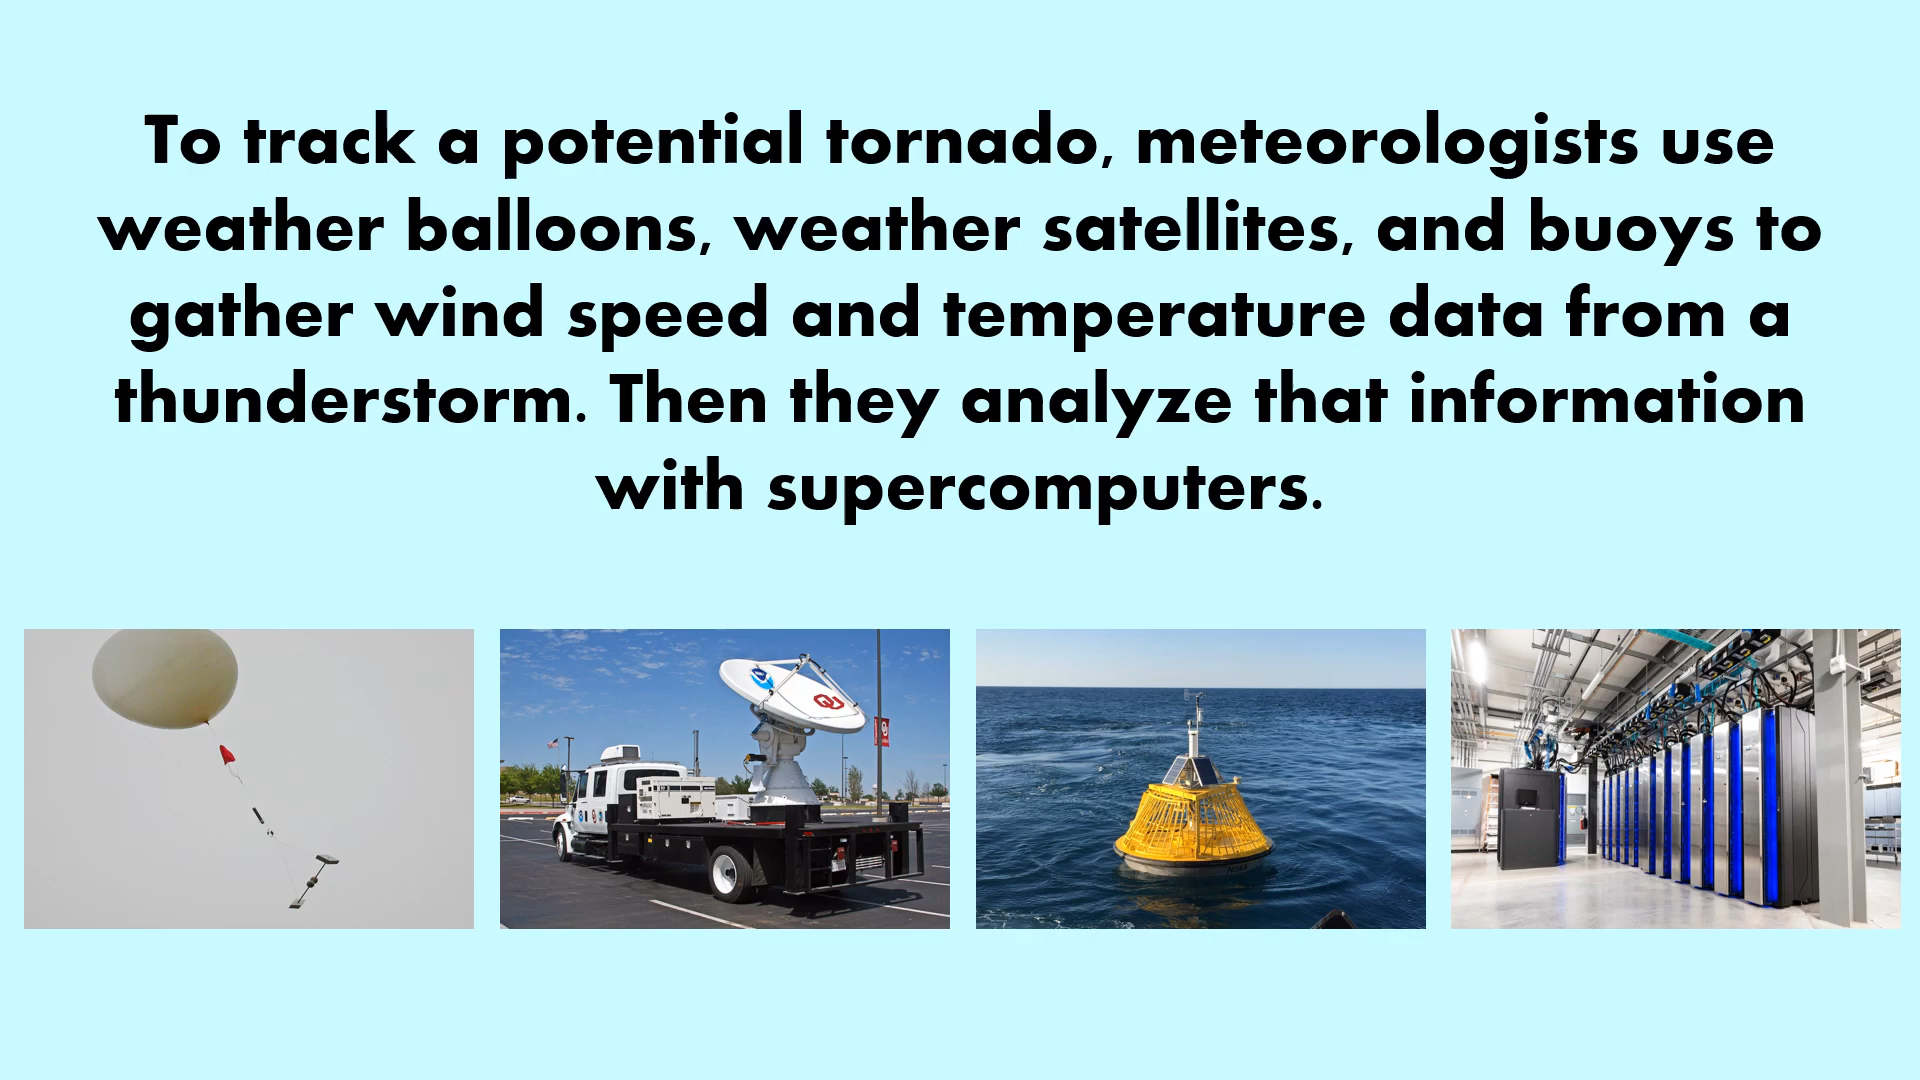 To track a potential tornado, meteorologists use
weather balloons, weather satellites, and buoys to
gather wind speed and temperature data from a
thunderstorm. Then they analyze that information
with supercomputers.
OU